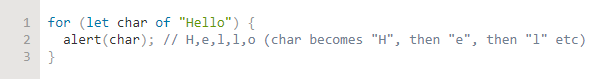 1 for (let char of "Hello") {
2   alert(char); // H,e,l,l,o (char becomes "H", then "e", then "l" etc)
3 }